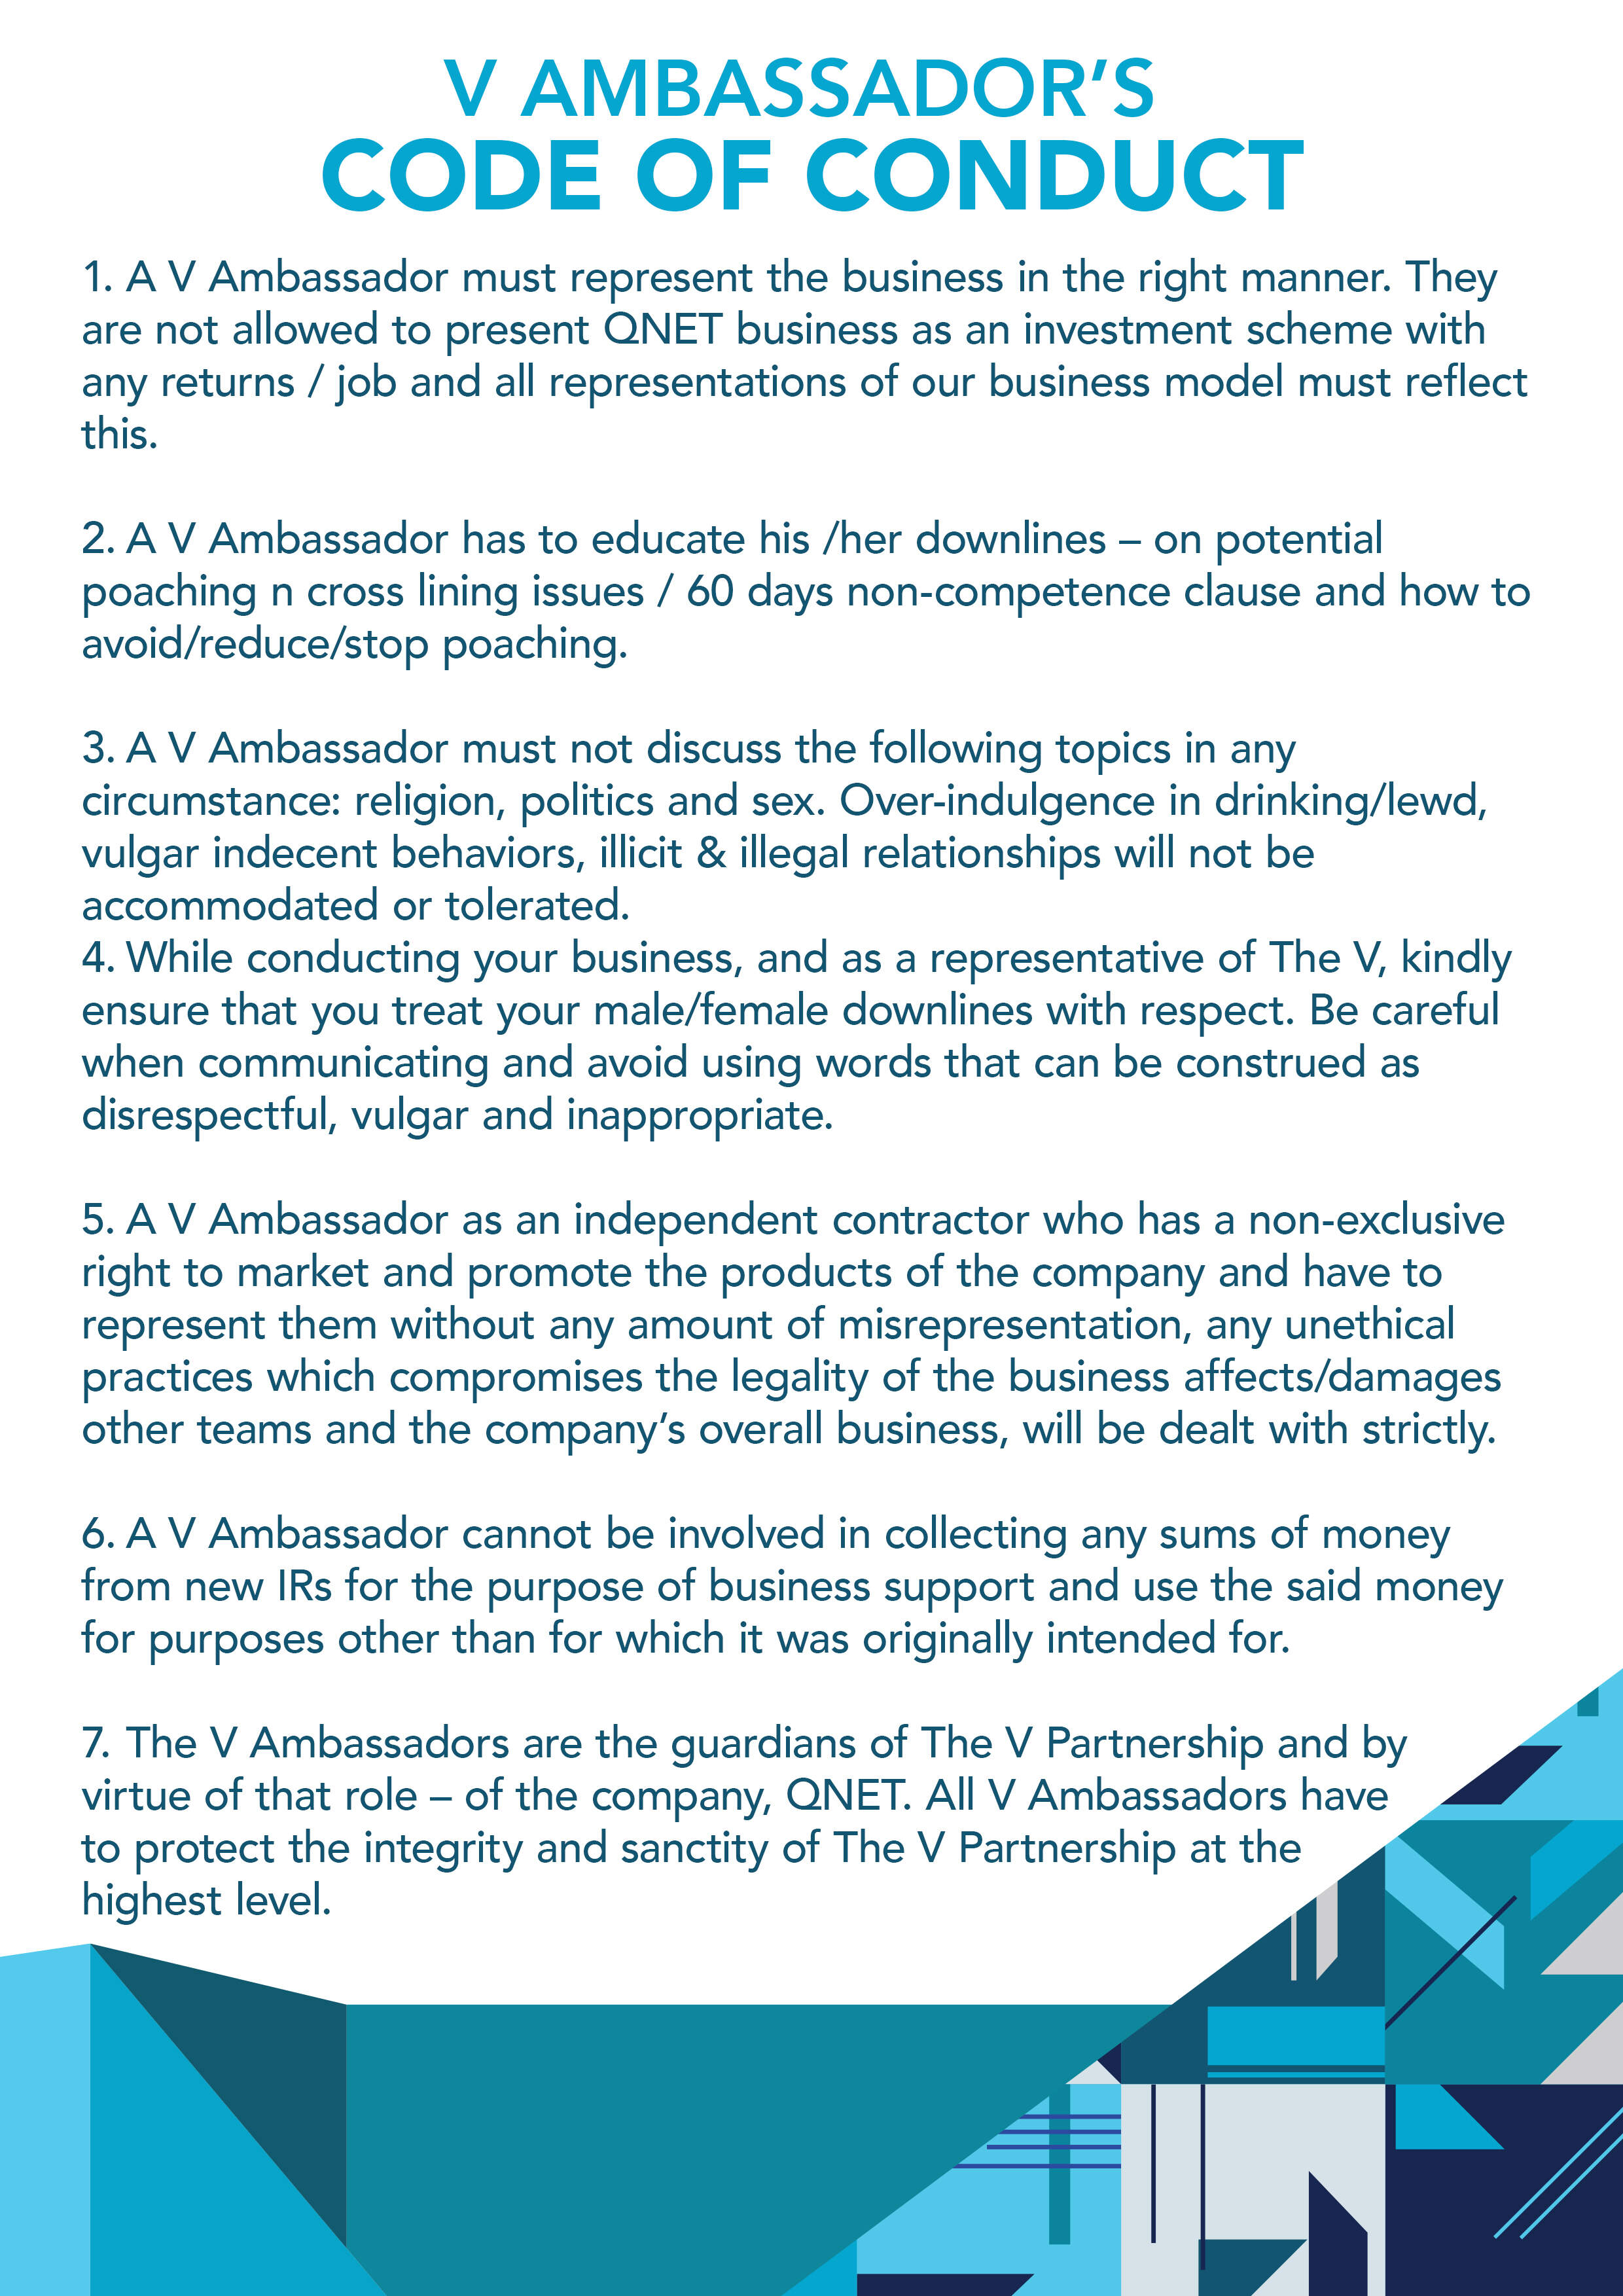 V AMBASSADOR’S
CODE OF CONDUCT
1. A V Ambassador must represent the business in the right manner. They
are not allowed to present QNET business as an investment scheme with
any returns / job and all representations of our business model must reflect
this.
2. A V Ambassador has to educate his /her downlines – on potential
poaching n cross lining issues / 60 days non-competence clause and how to
avoid/reduce/stop poaching.
3. A V Ambassador must not discuss the following topics in any
circumstance: religion, politics and sex. Over-indulgence in drinking/lewd,
vulgar indecent behaviors, illicit & illegal relationships will not be
accommodated or tolerated.
4. While conducting your business, and as a representative of The V, kindly
ensure that you treat your male/female downlines with respect. Be careful
when communicating and avoid using words that can be construed as
disrespectful, vulgar and inappropriate.
5. A V Ambassador as an independent contractor who has a non-exclusive
right to market and promote the products of the company and have to
represent them without any amount of misrepresentation, any unethical
practices which compromises the legality of the business affects/damages
other teams and the company’s overall business, will be dealt with strictly.
6. A V Ambassador cannot be involved in collecting any sums of money
from new IRs for the purpose of business support and use the said money
for purposes other than for which it was originally intended for.
7. The V Ambassadors are the guardians of The V Partnership and by
virtue of that role – of the company, QNET. All V Ambassadors have
to protect the integrity and sanctity of The V Partnership at the
highest level.